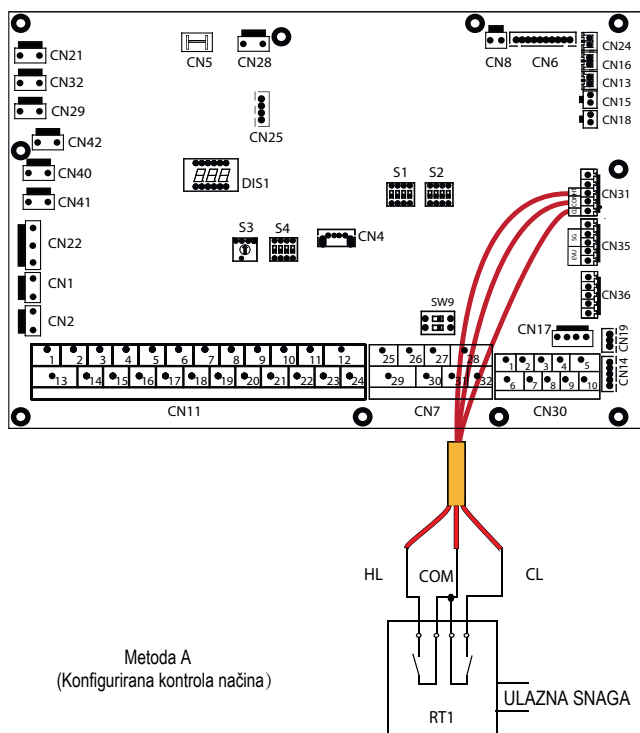 CN21
CN32
CN29
CN42
CN40
CN41
CN22
CN1
CN2
CN5
CN28
CN25
DIS1
S3
S4
CN4
S1
S2
SW9
CN8
CN6
CN24
CN16
CN13
CN15
CN18
CN31
CN35
SG
EVU
CN36
CN17
CN19
CN14
1 2 3 4 5 6 7 8 9 10 11 12
13 14 15 16 17 18 19 20 21 22 23 24
CN11
25 26 27 28
29 30 31 32
CN7
1 2 3 4 5
6 7 8 9 10
CN30
HL
COM
CL
RT1
ULAZNA SNAGA
Metoda A
(Konfigurirana kontrola načina)